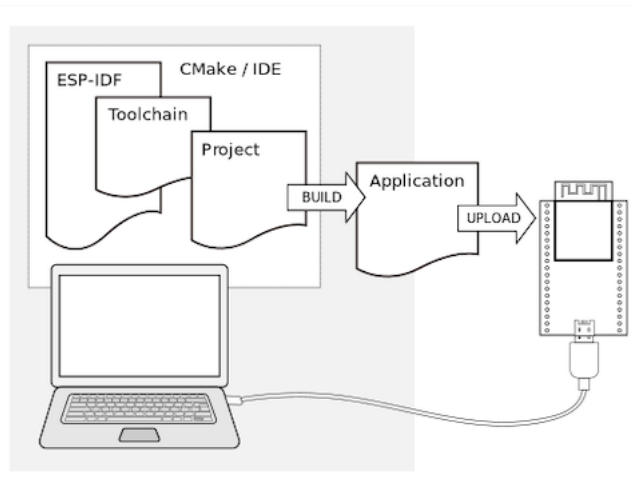 ESP-IDF
CMake / IDE
Toolchain
Project
BUILD
Application
UPLOAD